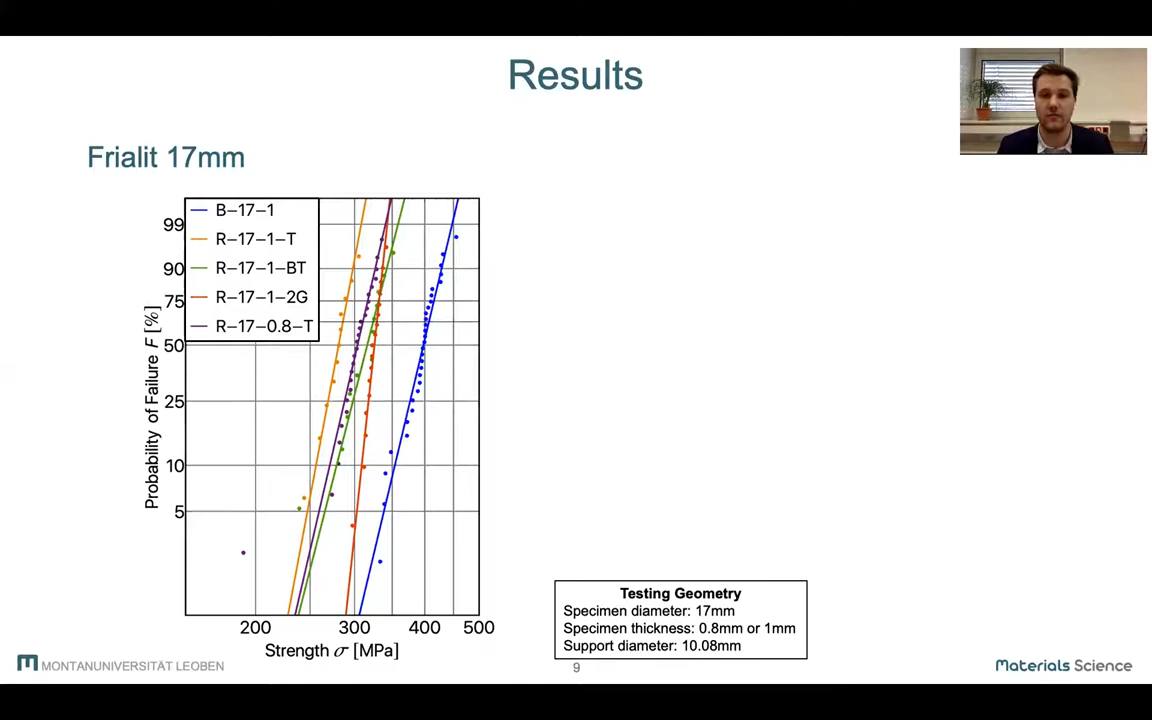 Results
Frialit 17mm
B–17–1
R–17–1–T
R–17–1–BT
R–17–1–2G
R–17–0.8–T
99
90
75
50
25
10
5
Probability of Failure F [%]
200 300 400 500
Strength σ [MPa]
Testing Geometry
Specimen diameter: 17mm
Specimen thickness: 0.8mm or 1mm
Support diameter: 10.08mm
MONTANUNIVERSITÄT LEOBEN
9
Materials Science